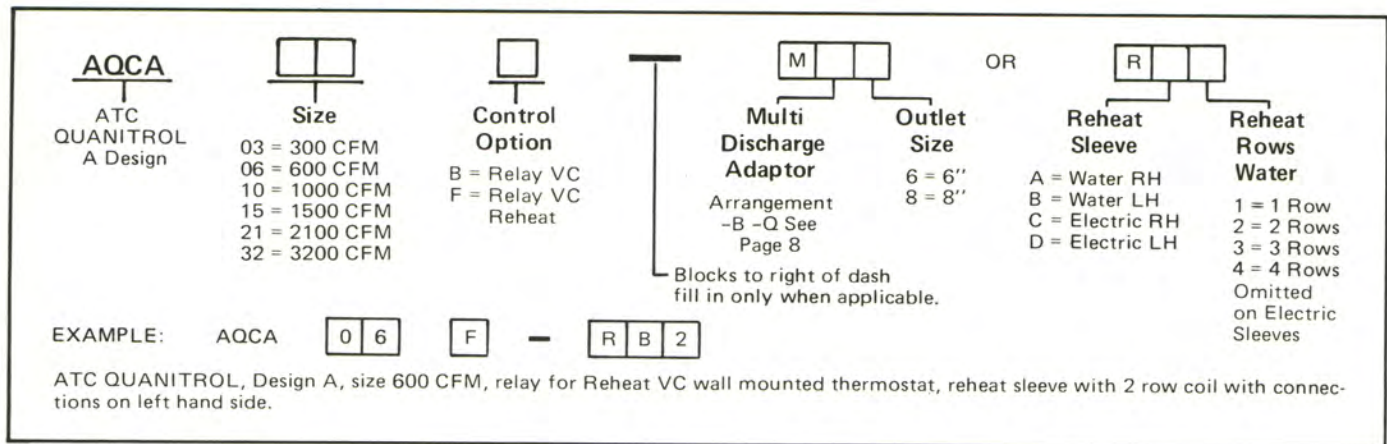 AQCA
ATC
QUANITROL
A Design
Size
03 = 300 CFM
06 = 600 CFM
10 = 1000 CFM
15 = 1500 CFM
21 = 2100 CFM
32 = 3200 CFM
Control
Option
B = Relay VC
F = Relay VC
Reheat
Blocks to right of dash
fill in only when applicable.
M
Multi
Discharge
Adaptor
Arrangement
–B –Q See
Page 8
Outlet
Size
6 = 6''
8 = 8''
OR
R
Reheat
Sleeve
A = Water RH
B = Water LH
C = Electric RH
D = Electric LH
Reheat
Rows
Water
1 = 1 Row
2 = 2 Rows
3 = 3 Rows
4 = 4 Rows
Omitted
on Electric
Sleeves
EXAMPLE: AQCA 0 6 F – R B 2
ATC QUANITROL, Design A, size 600 CFM, relay for Reheat VC wall mounted thermostat, reheat sleeve with 2 row coil with connec-
tions on left hand side.